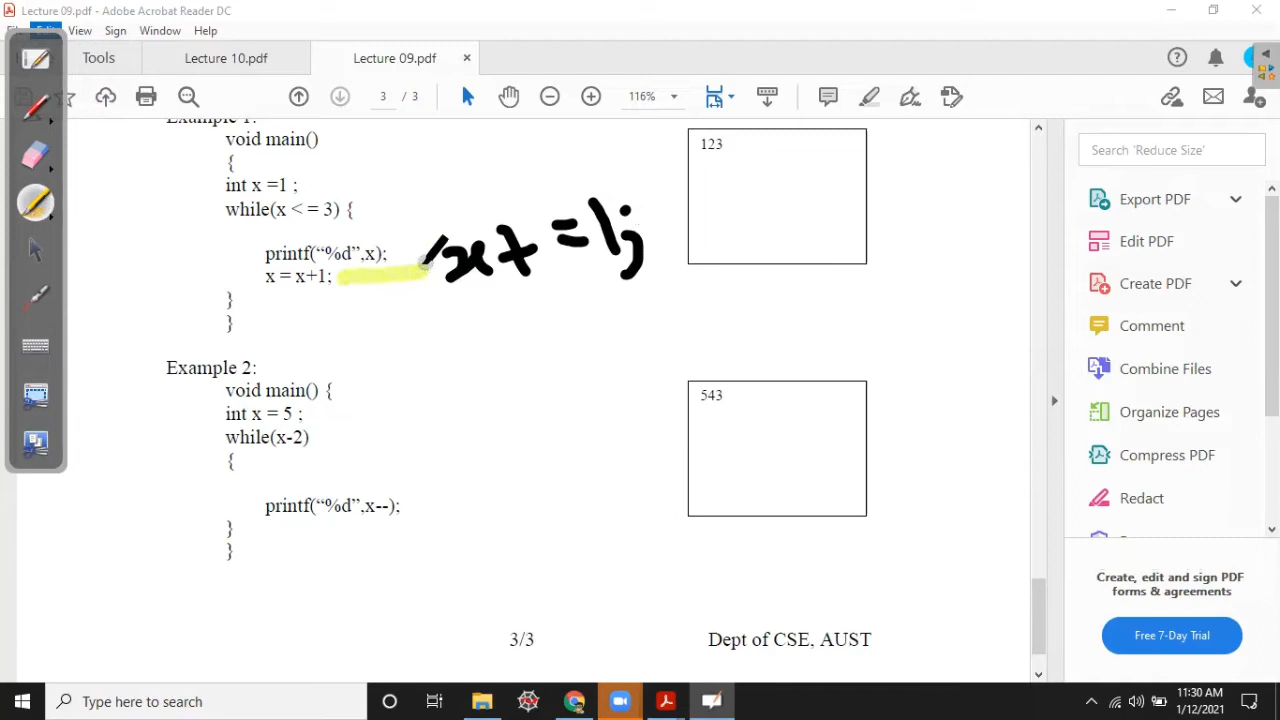 Lecture 09.pdf - Adobe Acrobat Reader DC
Edit View Sign Window Help
Tools Lecture 10.pdf Lecture 09.pdf
3 / 3 116%
Example 1:
void main()
{
int x =1 ;
while(x < = 3) {
printf(“%d”,x);
x = x+1; /x+=1;
}
}
123
Example 2:
void main() {
int x = 5 ;
while(x-2)
{
printf(“%d”,x--);
}
}
543
3/3 Dept of CSE, AUST
Search 'Reduce Size'
Export PDF
Edit PDF
Create PDF
Comment
Combine Files
Organize Pages
Compress PDF
Redact
Create, edit and sign PDF
forms & agreements
Free 7-Day Trial
Type here to search
11:30 AM
1/12/2021